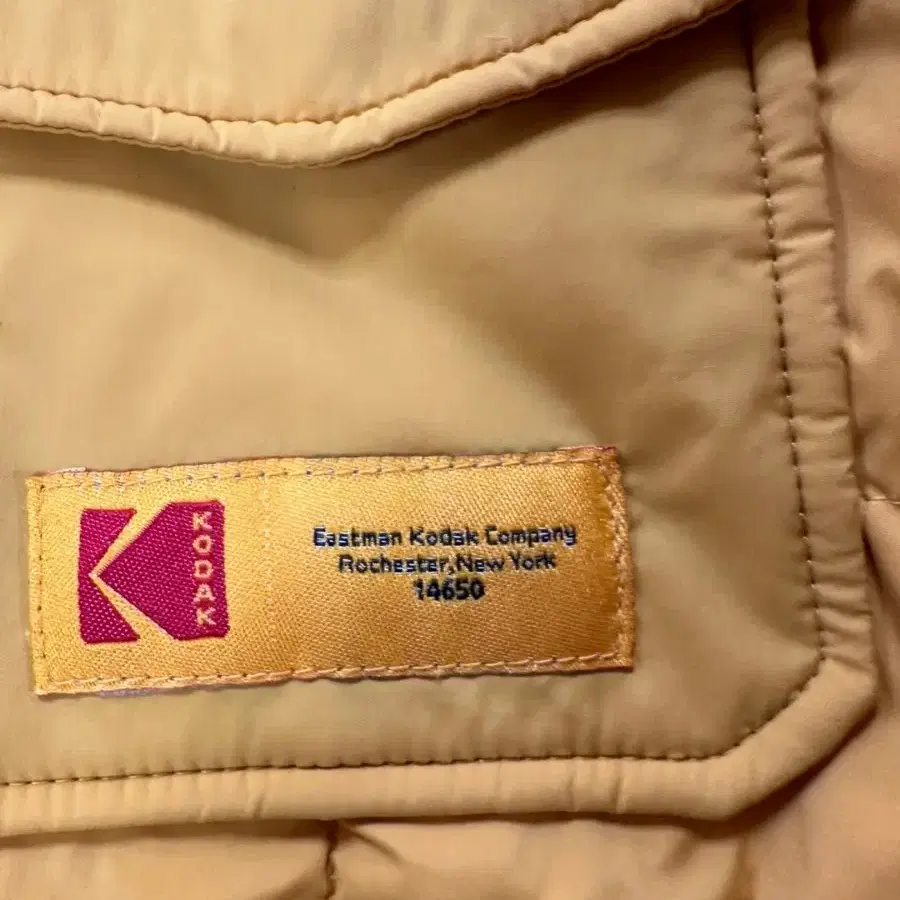 KODAK
Eastman Kodak Company
Rochester, New York
14650